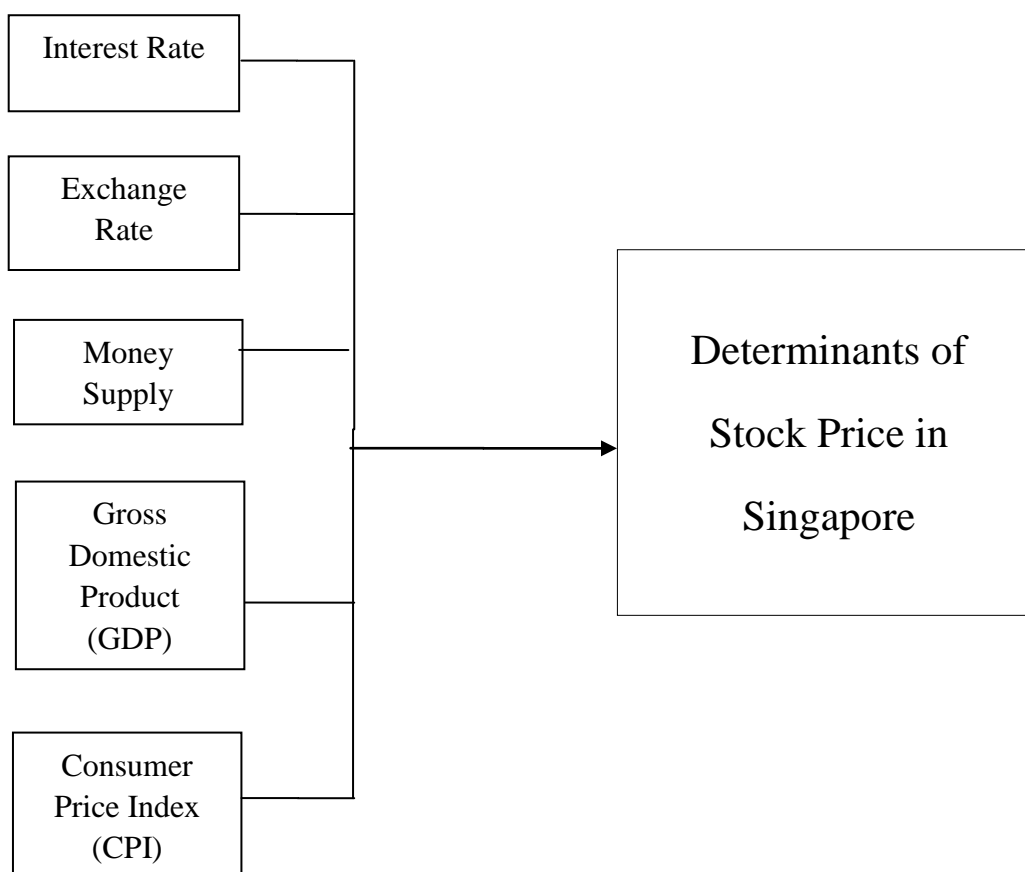 Interest Rate
Exchange
Rate
Money
Supply
Gross
Domestic
Product
(GDP)
Consumer
Price Index
(CPI)
Determinants of
Stock Price in
Singapore